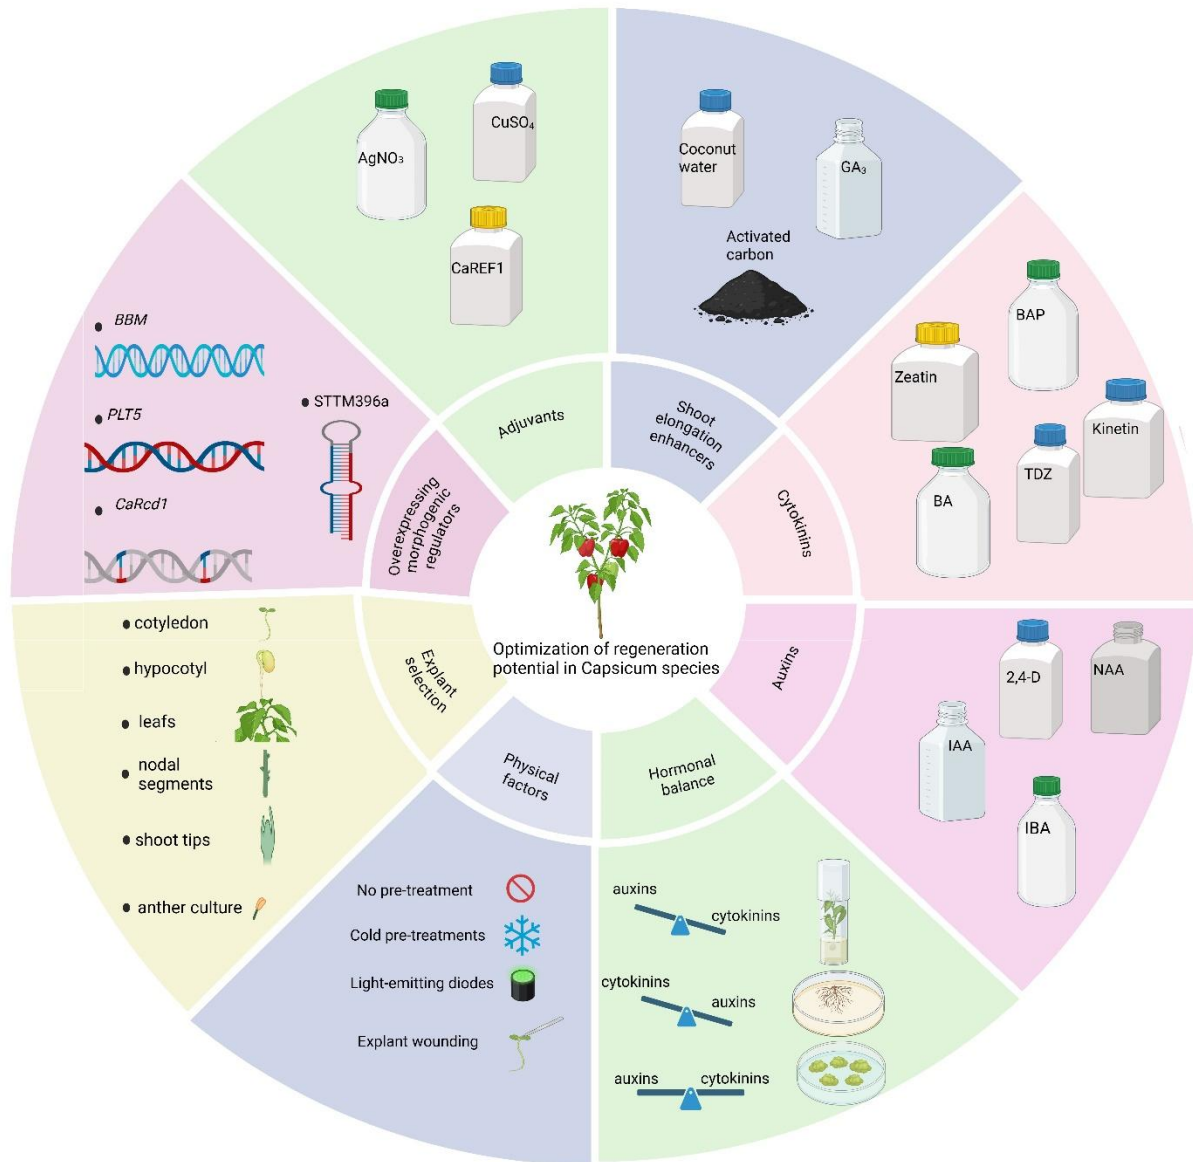 Optimization of regeneration
potential in Capsicum species
Adjuvants
AgNO₃
CuSO₄
CaREF1
Shoot
elongation
enhancers
Coconut
water
GA₃
Activated
carbon
Cytokinins
BAP
Zeatin
Kinetin
TDZ
BA
Auxins
2,4-D
NAA
IAA
IBA
Hormonal
balance
auxins
cytokinins
cytokinins
auxins
auxins
cytokinins
Physical
factors
No pre-treatment
Cold pre-treatments
Light-emitting diodes
Explant wounding
Explant
selection
cotyledon
hypocotyl
leafs
nodal
segments
shoot tips
anther culture
Overexpressing
morphogenic
regulators
BBM
PLT5
CaRcd1
STTM396a